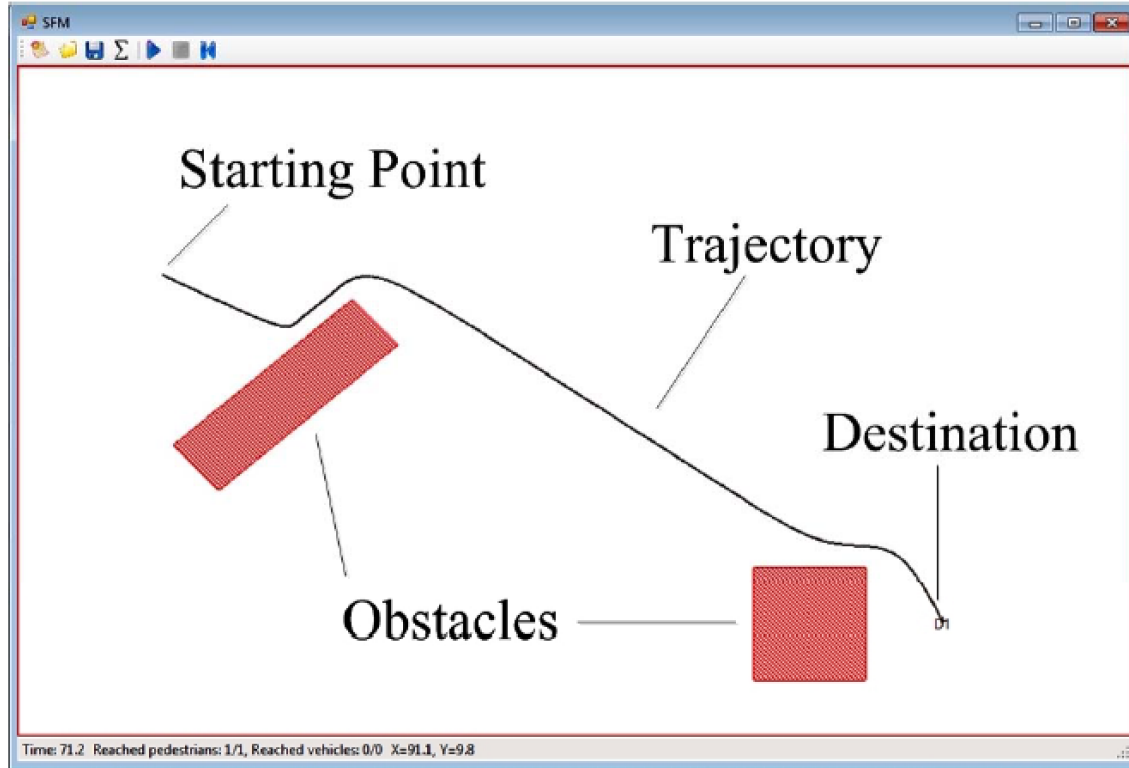 SFM
Σ
Starting Point
Trajectory
Destination
Obstacles
D1
Time: 71.2 Reached pedestrians: 1/1, Reached vehicles: 0/0 X=91.1, Y=9.8